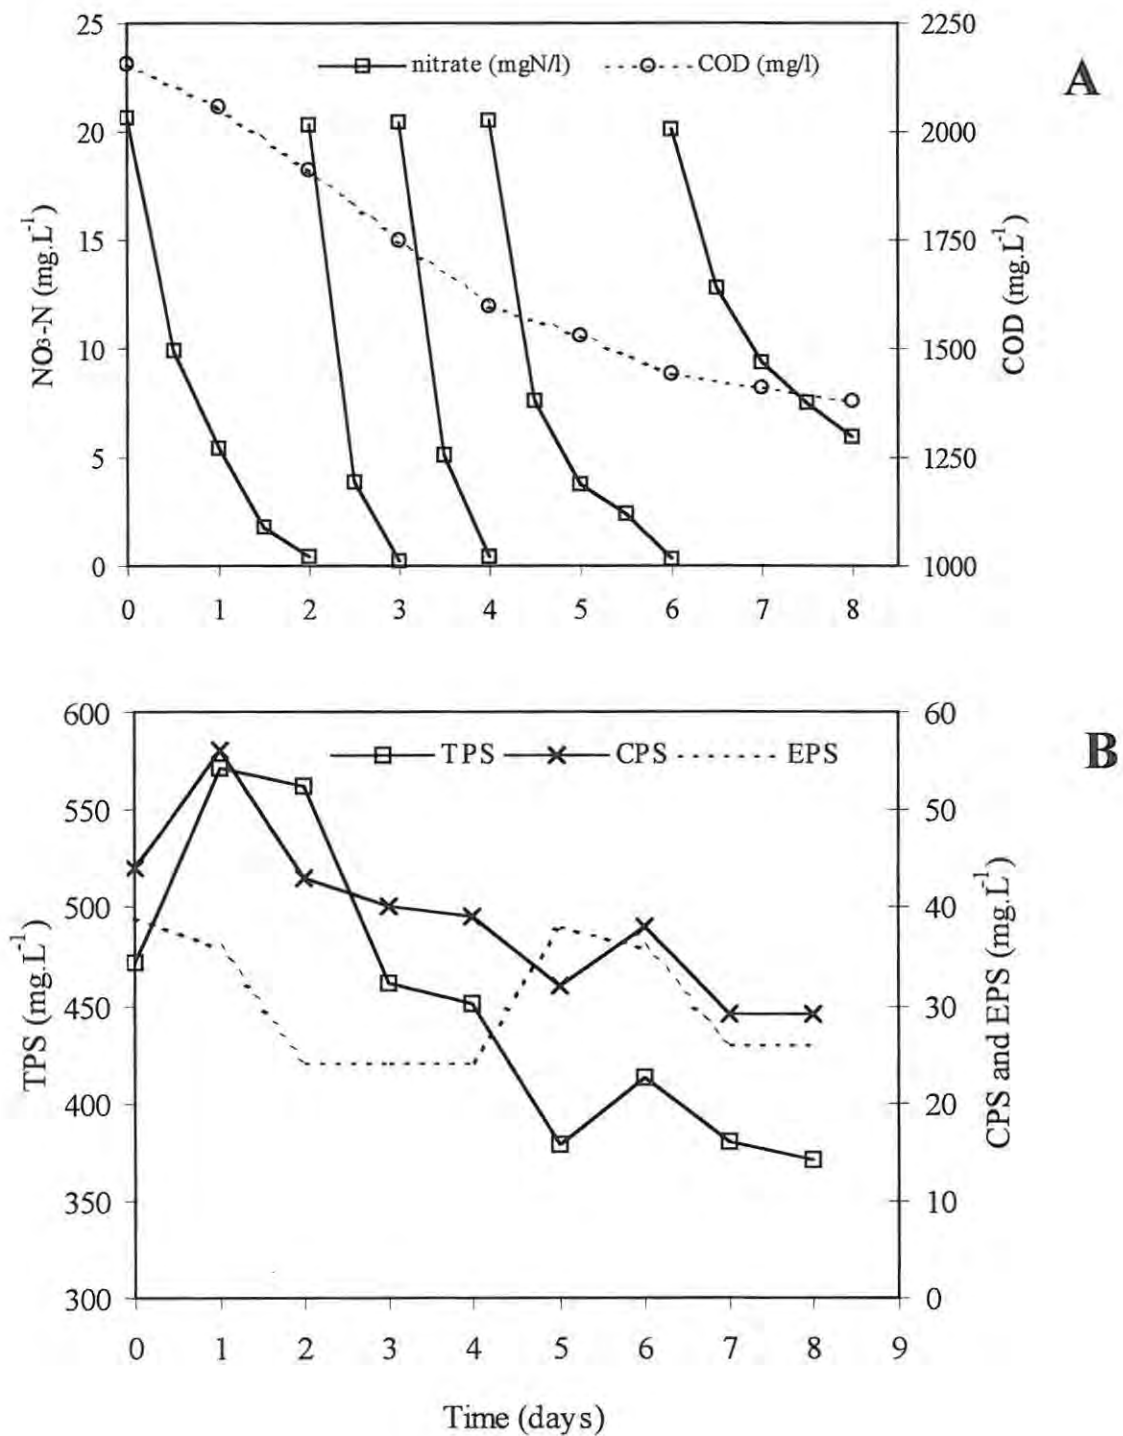 25
20
15
10
5
0
NO3-N (mg.L-1)
nitrate (mgN/l) COD (mg/l)
2250
2000
1750
1500
1250
1000
COD (mg.L-1)
A
0 1 2 3 4 5 6 7 8
600
550
500
450
400
350
300
TPS (mg.L-1)
TPS CPS EPS
60
50
40
30
20
10
0
CPS and EPS (mg.L-1)
B
0 1 2 3 4 5 6 7 8 9
Time (days)